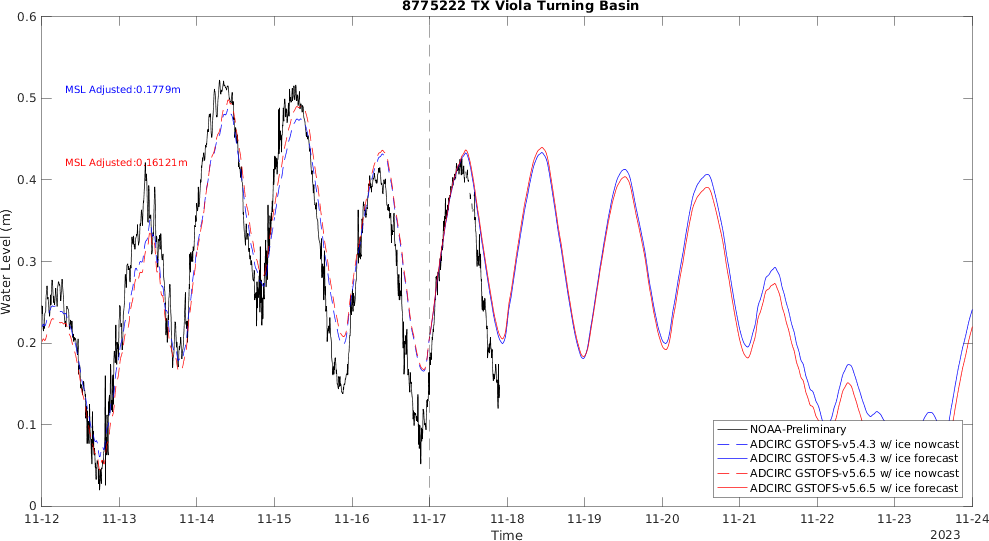 8775222 TX Viola Turning Basin
0.6
0.5
0.4
0.3
0.2
0.1
0
Water Level (m)
MSL Adjusted:0.1779m
MSL Adjusted:0.16121m
NOAA-Preliminary
ADCIRC GSTOFS-v5.4.3 w/ ice nowcast
ADCIRC GSTOFS-v5.4.3 w/ ice forecast
ADCIRC GSTOFS-v5.6.5 w/ ice nowcast
ADCIRC GSTOFS-v5.6.5 w/ ice forecast
11-12 11-13 11-14 11-15 11-16 11-17 11-18 11-19 11-20 11-21 11-22 11-23 11-24
Time
2023